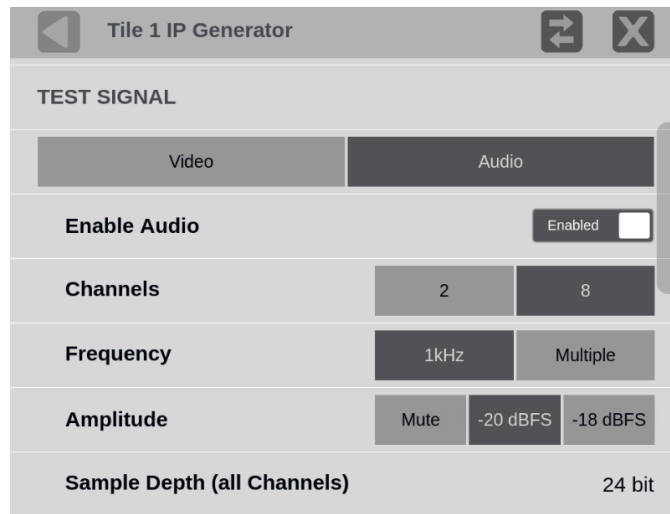 Tile 1 IP Generator
TEST SIGNAL
Video Audio
Enable Audio Enabled
Channels 2 8
Frequency 1kHz Multiple
Amplitude Mute -20 dBFS -18 dBFS
Sample Depth (all Channels) 24 bit